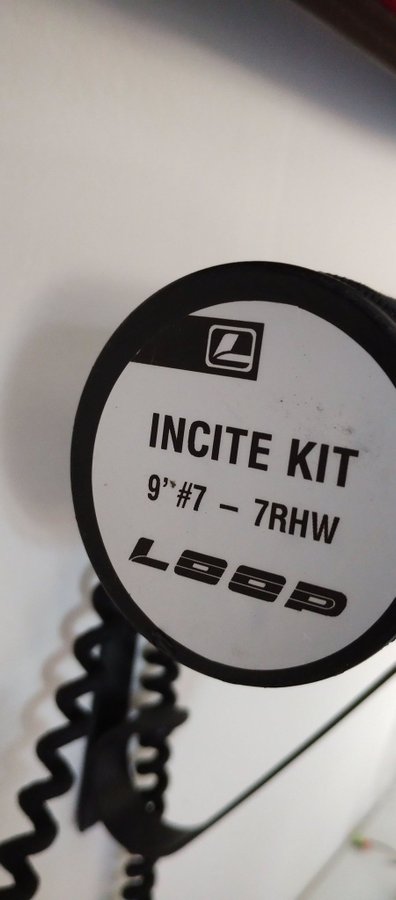 L
INCITE KIT
9' #7 – 7RHW
LOOP